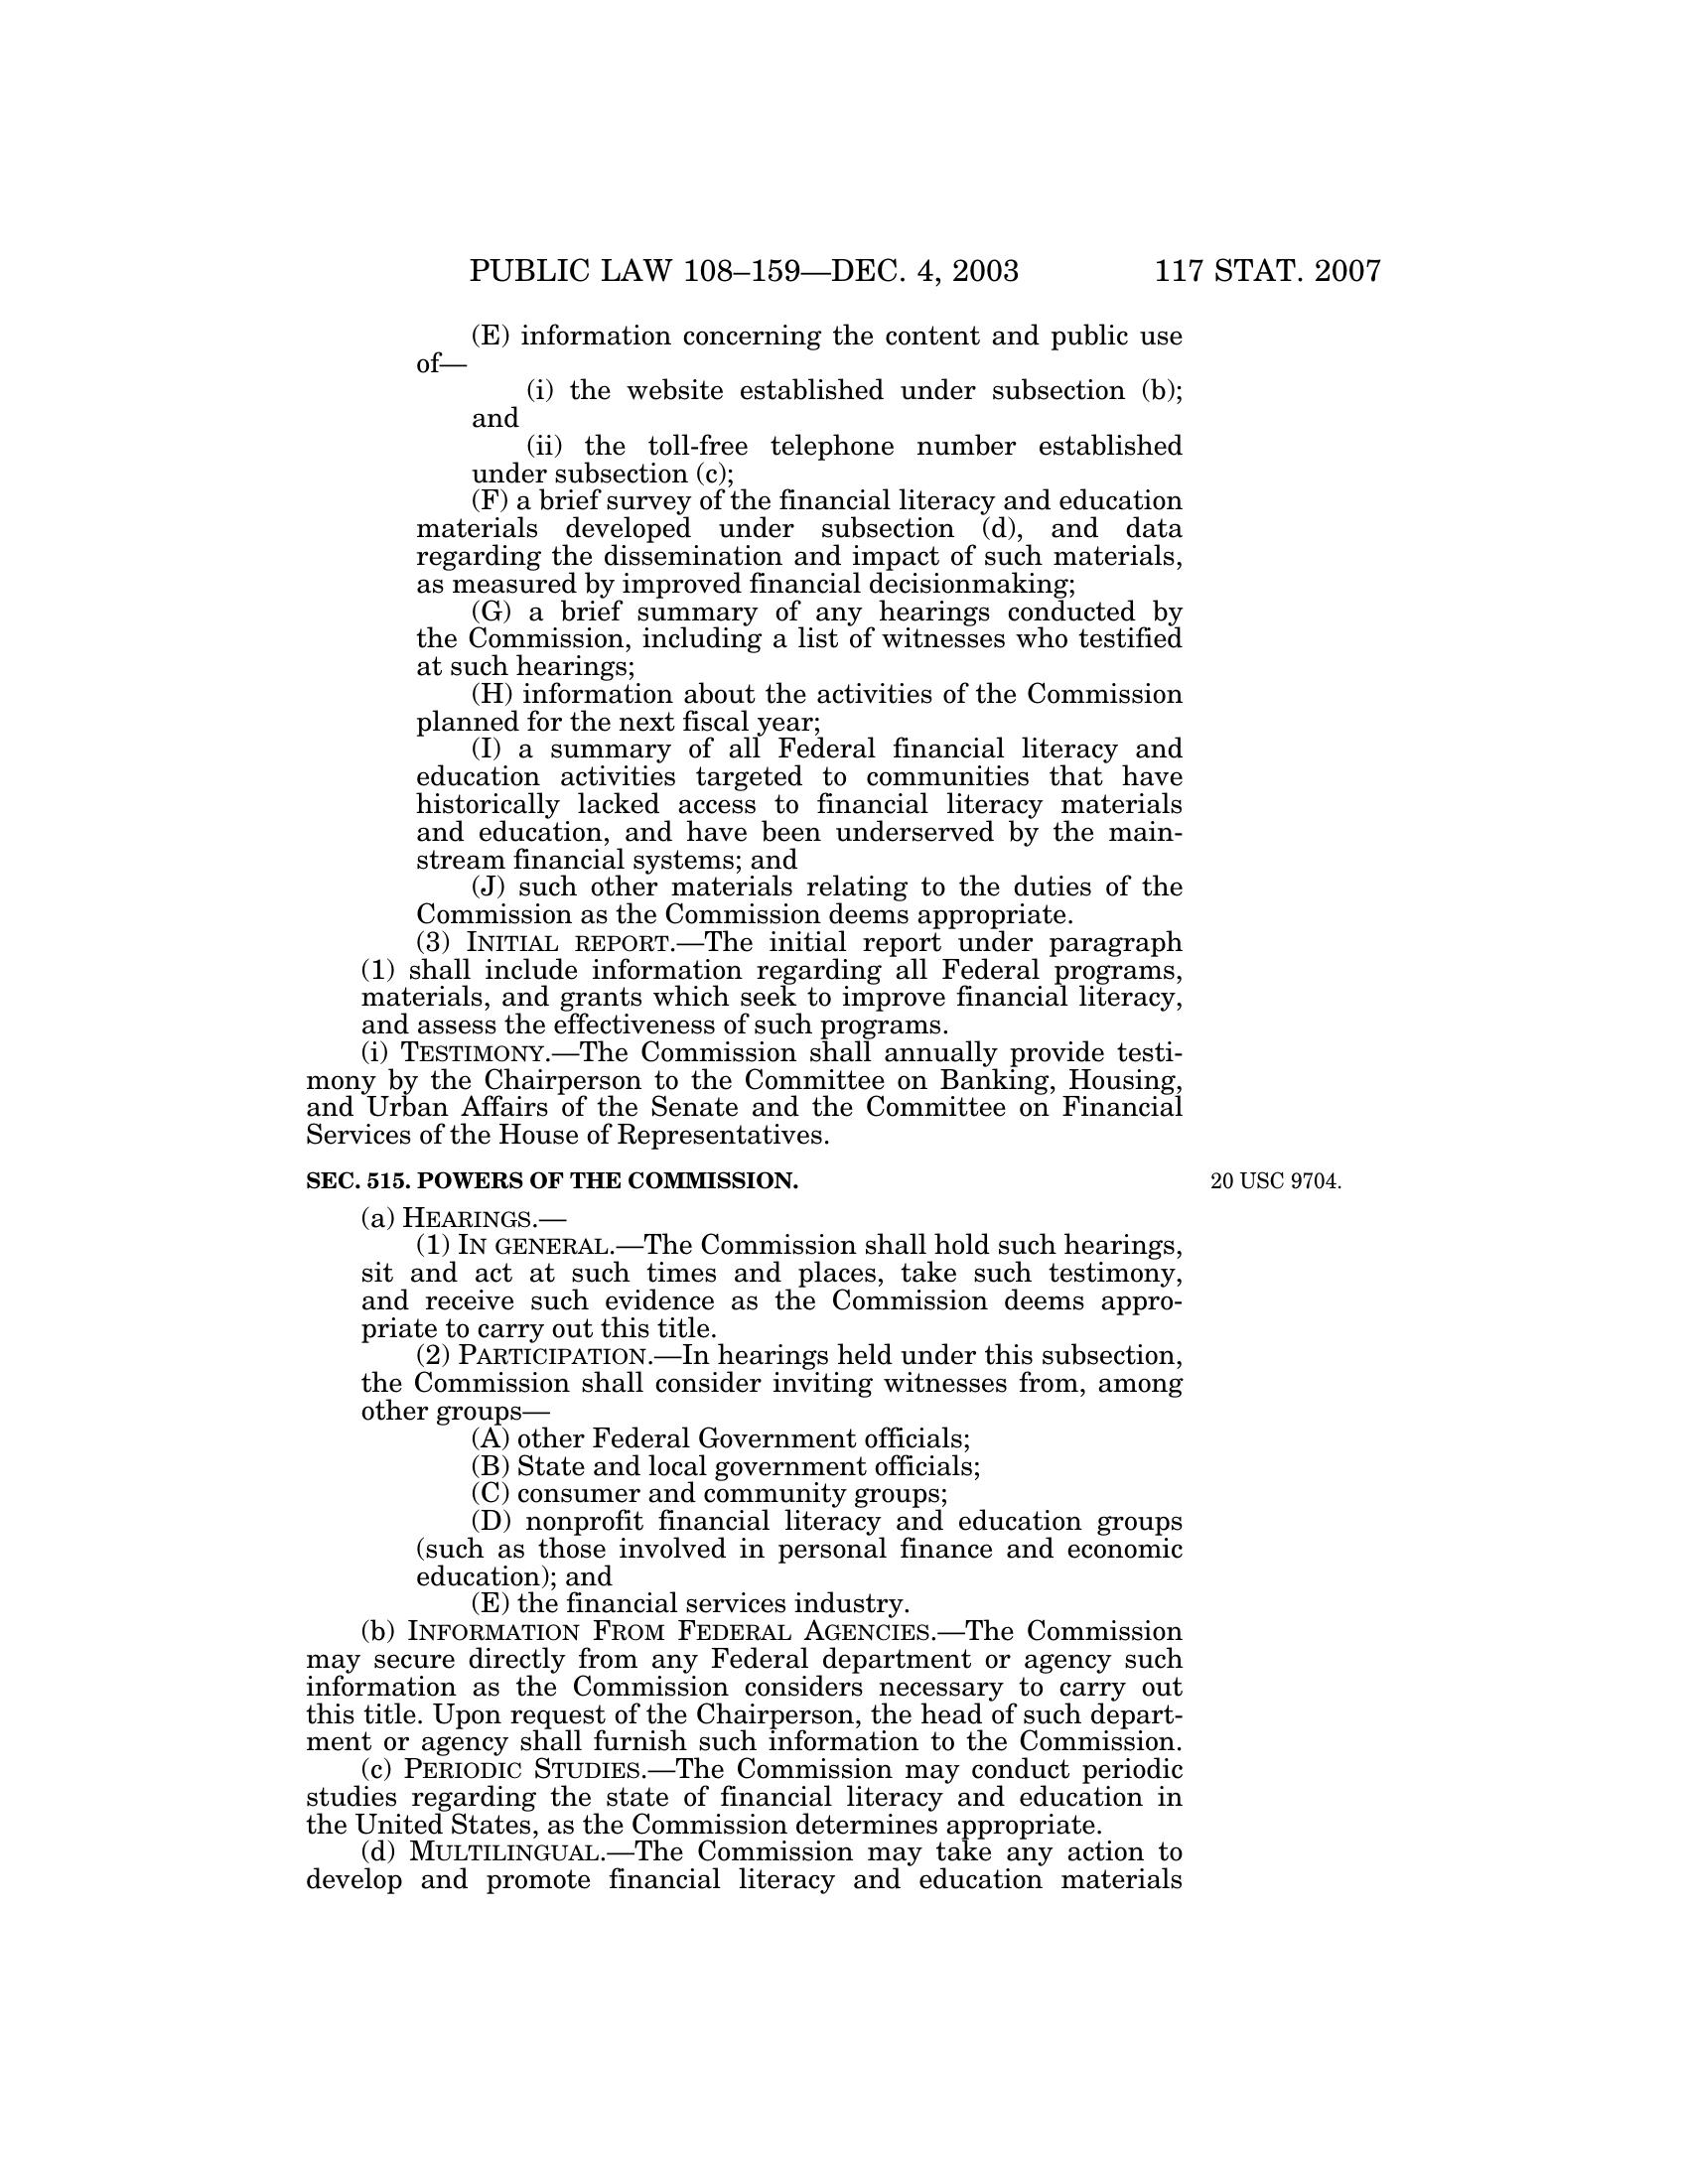 PUBLIC LAW 108–159—DEC. 4, 2003 117 STAT. 2007
(E) information concerning the content and public use
of—
(i) the website established under subsection (b);
and
(ii) the toll-free telephone number established
under subsection (c);
(F) a brief survey of the financial literacy and education
materials developed under subsection (d), and data
regarding the dissemination and impact of such materials,
as measured by improved financial decisionmaking;
(G) a brief summary of any hearings conducted by
the Commission, including a list of witnesses who testified
at such hearings;
(H) information about the activities of the Commission
planned for the next fiscal year;
(I) a summary of all Federal financial literacy and
education activities targeted to communities that have
historically lacked access to financial literacy materials
and education, and have been underserved by the main-
stream financial systems; and
(J) such other materials relating to the duties of the
Commission as the Commission deems appropriate.
(3) INITIAL REPORT.—The initial report under paragraph
(1) shall include information regarding all Federal programs,
materials, and grants which seek to improve financial literacy,
and assess the effectiveness of such programs.
(i) TESTIMONY.—The Commission shall annually provide testi-
mony by the Chairperson to the Committee on Banking, Housing,
and Urban Affairs of the Senate and the Committee on Financial
Services of the House of Representatives.
SEC. 515. POWERS OF THE COMMISSION. 20 USC 9704.
(a) HEARINGS.—
(1) IN GENERAL.—The Commission shall hold such hearings,
sit and act at such times and places, take such testimony,
and receive such evidence as the Commission deems appro-
priate to carry out this title.
(2) PARTICIPATION.—In hearings held under this subsection,
the Commission shall consider inviting witnesses from, among
other groups—
(A) other Federal Government officials;
(B) State and local government officials;
(C) consumer and community groups;
(D) nonprofit financial literacy and education groups
(such as those involved in personal finance and economic
education); and
(E) the financial services industry.
(b) INFORMATION FROM FEDERAL AGENCIES.—The Commission
may secure directly from any Federal department or agency such
information as the Commission considers necessary to carry out
this title. Upon request of the Chairperson, the head of such depart-
ment or agency shall furnish such information to the Commission.
(c) PERIODIC STUDIES.—The Commission may conduct periodic
studies regarding the state of financial literacy and education in
the United States, as the Commission determines appropriate.
(d) MULTILINGUAL.—The Commission may take any action to
develop and promote financial literacy and education materials